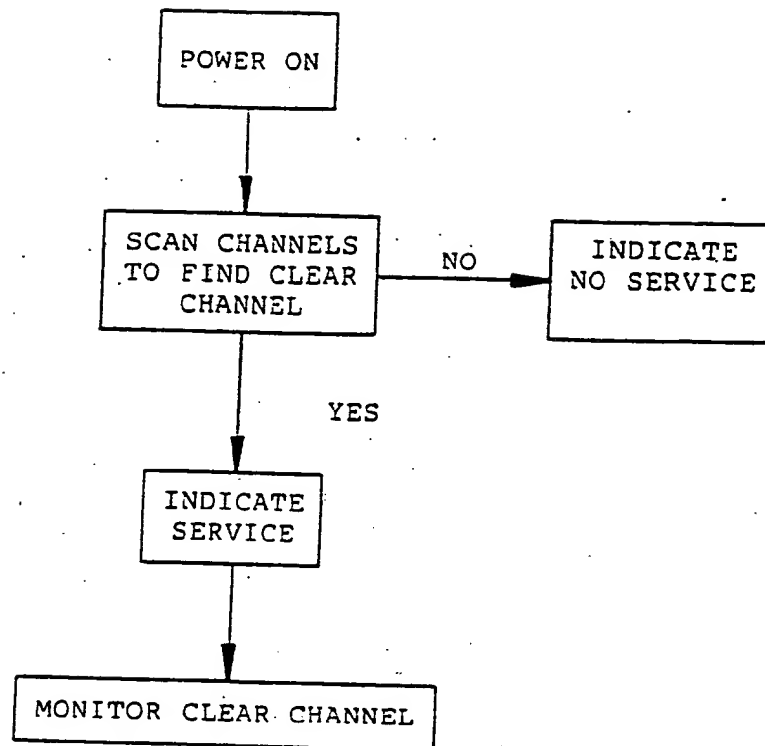 POWER ON
SCAN CHANNELS
TO FIND CLEAR
CHANNEL
NO
INDICATE
NO SERVICE
YES
INDICATE
SERVICE
MONITOR CLEAR CHANNEL